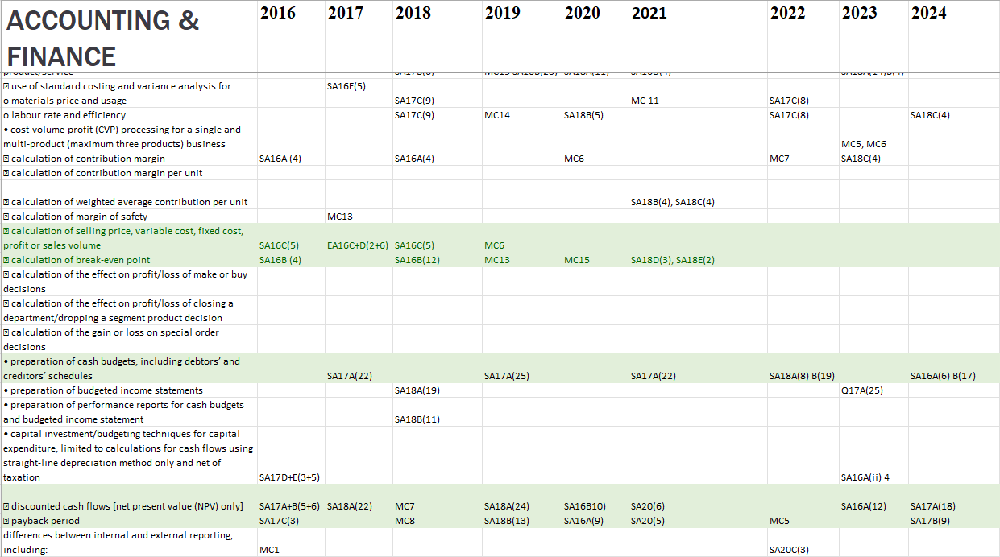 ACCOUNTING & FINANCE 2016 2017 2018 2019 2020 2021 2022 2023 2024
use of standard costing and variance analysis for: SA16E(5)
o materials price and usage SA17C(9) MC 11 SA17C(8)
o labour rate and efficiency SA17C(9) MC14 SA18B(5) SA17C(8) SA18C(4)
• cost-volume-profit (CVP) processing for a single and
multi-product (maximum three products) business MC5, MC6
calculation of contribution margin SA16A (4) SA16A(4) MC6 MC7 SA18C(4)
calculation of contribution margin per unit
calculation of weighted average contribution per unit SA18B(4), SA18C(4)
calculation of margin of safety MC13
calculation of selling price, variable cost, fixed cost,
profit or sales volume SA16C(5) EA16C+D(2+6) SA16C(5) MC6
calculation of break-even point SA16B (4) SA16B(12) MC13 MC15 SA18D(3), SA18E(2)
calculation of the effect on profit/loss of make or buy
decisions
calculation of the effect on profit/loss of closing a
department/dropping a segment product decision
calculation of the gain or loss on special order
decisions
• preparation of cash budgets, including debtors’ and
creditors’ schedules SA17A(22) SA17A(25) SA17A(22) SA18A(8) B(19) SA16A(6) B(17)
• preparation of budgeted income statements SA18A(19) Q17A(25)
• preparation of performance reports for cash budgets
and budgeted income statement SA18B(11)
• capital investment/budgeting techniques for capital
expenditure, limited to calculations for cash flows using
straight-line depreciation method only and net of
taxation SA17D+E(3+5) SA16A(ii) 4
discounted cash flows [net present value (NPV) only] SA17A+B(5+6) SA18A(22) MC7 SA18A(24) SA16B10) SA20(6) SA16A(12) SA17A(18)
payback period SA17C(3) MC8 SA18B(13) SA16A(9) SA20(5) MC5 SA17B(9)
differences between internal and external reporting,
including: MC1 SA20C(3)